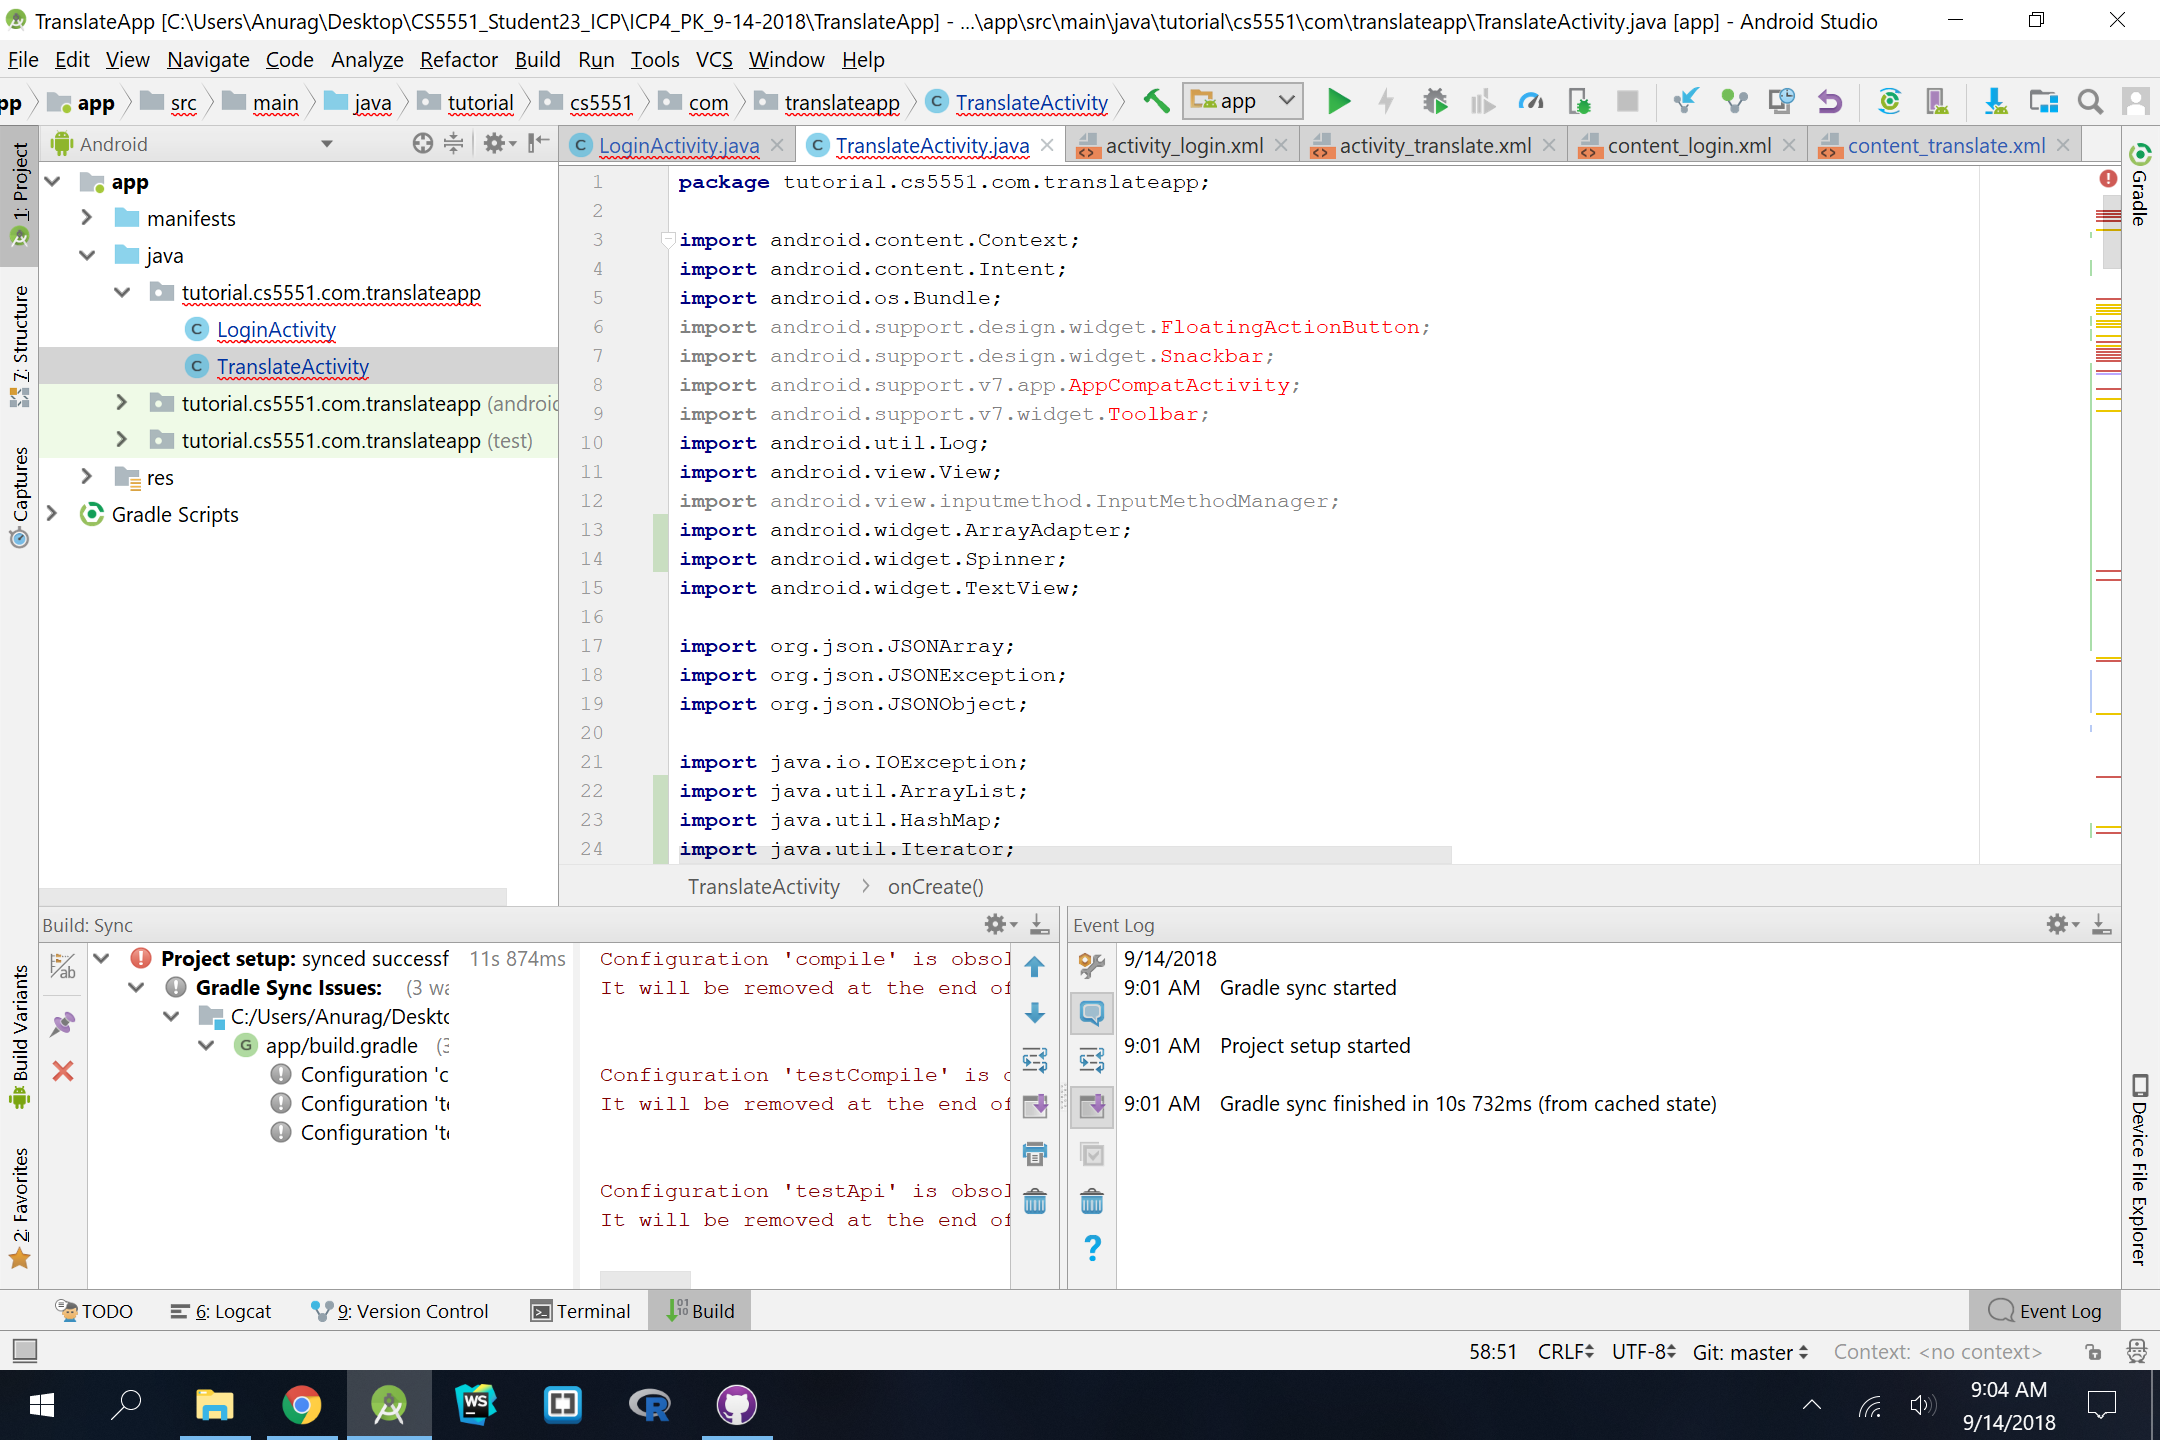 TranslateApp [C:\Users\Anurag\Desktop\CS5551_Student23_ICP\ICP4_PK_9-14-2018\TranslateApp] - ...\app\src\main\java\tutorial\cs5551\com\translateapp\TranslateActivity.java [app] - Android Studio
File Edit View Navigate Code Analyze Refactor Build Run Tools VCS Window Help
pp app src main java tutorial cs5551 com translateapp TranslateActivity app
Android
LoginActivity.java TranslateActivity.java activity_login.xml activity_translate.xml content_login.xml content_translate.xml
1: Project
7: Structure
Captures
Build Variants
2: Favorites
app
manifests
java
tutorial.cs5551.com.translateapp
LoginActivity
TranslateActivity
tutorial.cs5551.com.translateapp (androic
tutorial.cs5551.com.translateapp (test)
res
Gradle Scripts
1 package tutorial.cs5551.com.translateapp;
2
3 import android.content.Context;
4 import android.content.Intent;
5 import android.os.Bundle;
6 import android.support.design.widget.FloatingActionButton;
7 import android.support.design.widget.Snackbar;
8 import android.support.v7.app.AppCompatActivity;
9 import android.support.v7.widget.Toolbar;
10 import android.util.Log;
11 import android.view.View;
12 import android.view.inputmethod.InputMethodManager;
13 import android.widget.ArrayAdapter;
14 import android.widget.Spinner;
15 import android.widget.TextView;
16
17 import org.json.JSONArray;
18 import org.json.JSONException;
19 import org.json.JSONObject;
20
21 import java.io.IOException;
22 import java.util.ArrayList;
23 import java.util.HashMap;
24 import java.util.Iterator;
TranslateActivity onCreate()
Gradle
Device File Explorer
Build: Sync
Project setup: synced successf 11s 874ms
Gradle Sync Issues: (3 wa
C:/Users/Anurag/Deskto
app/build.gradle (3
Configuration 'c
Configuration 'te
Configuration 'te
Configuration 'compile' is obsol
It will be removed at the end of
Configuration 'testCompile' is o
It will be removed at the end of
Configuration 'testApi' is obsol
It will be removed at the end of
Event Log
9/14/2018
9:01 AM Gradle sync started
9:01 AM Project setup started
9:01 AM Gradle sync finished in 10s 732ms (from cached state)
TODO 6: Logcat 9: Version Control Terminal Build Event Log
58:51 CRLF UTF-8 Git: master Context: <no context>
WS R
9:04 AM
9/14/2018